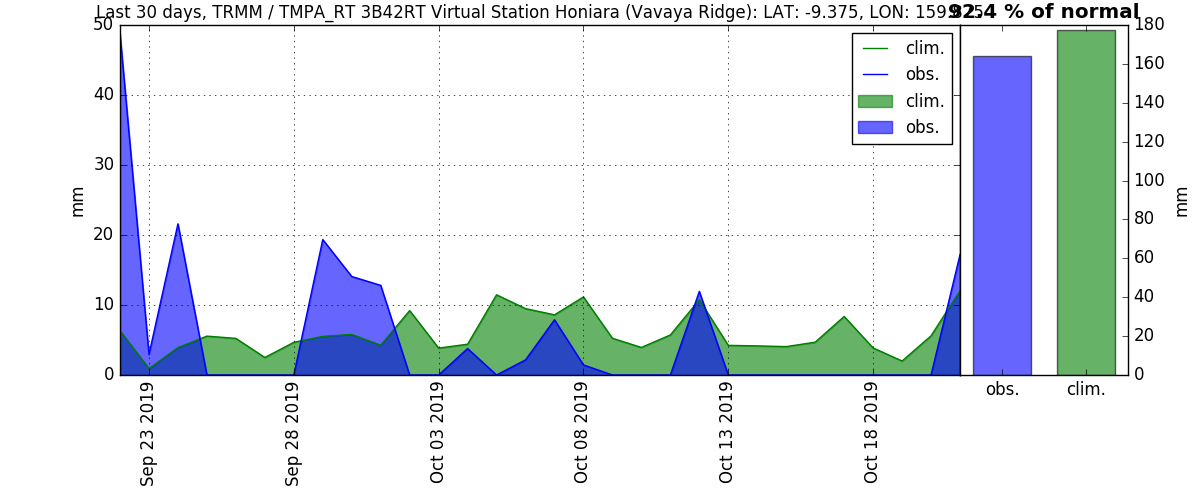 Last 30 days, TRMM / TMPA_RT 3B42RT Virtual Station Honiara (Vavaya Ridge): LAT: -9.375, LON:
92.4 % of normal
50
40
30
20
10
0
mm
clim.
obs.
clim.
obs.
180
160
140
120
100
80
60
40
20
0
mm
obs.
clim.
Sep 23 2019
Sep 28 2019
Oct 03 2019
Oct 08 2019
Oct 13 2019
Oct 18 2019